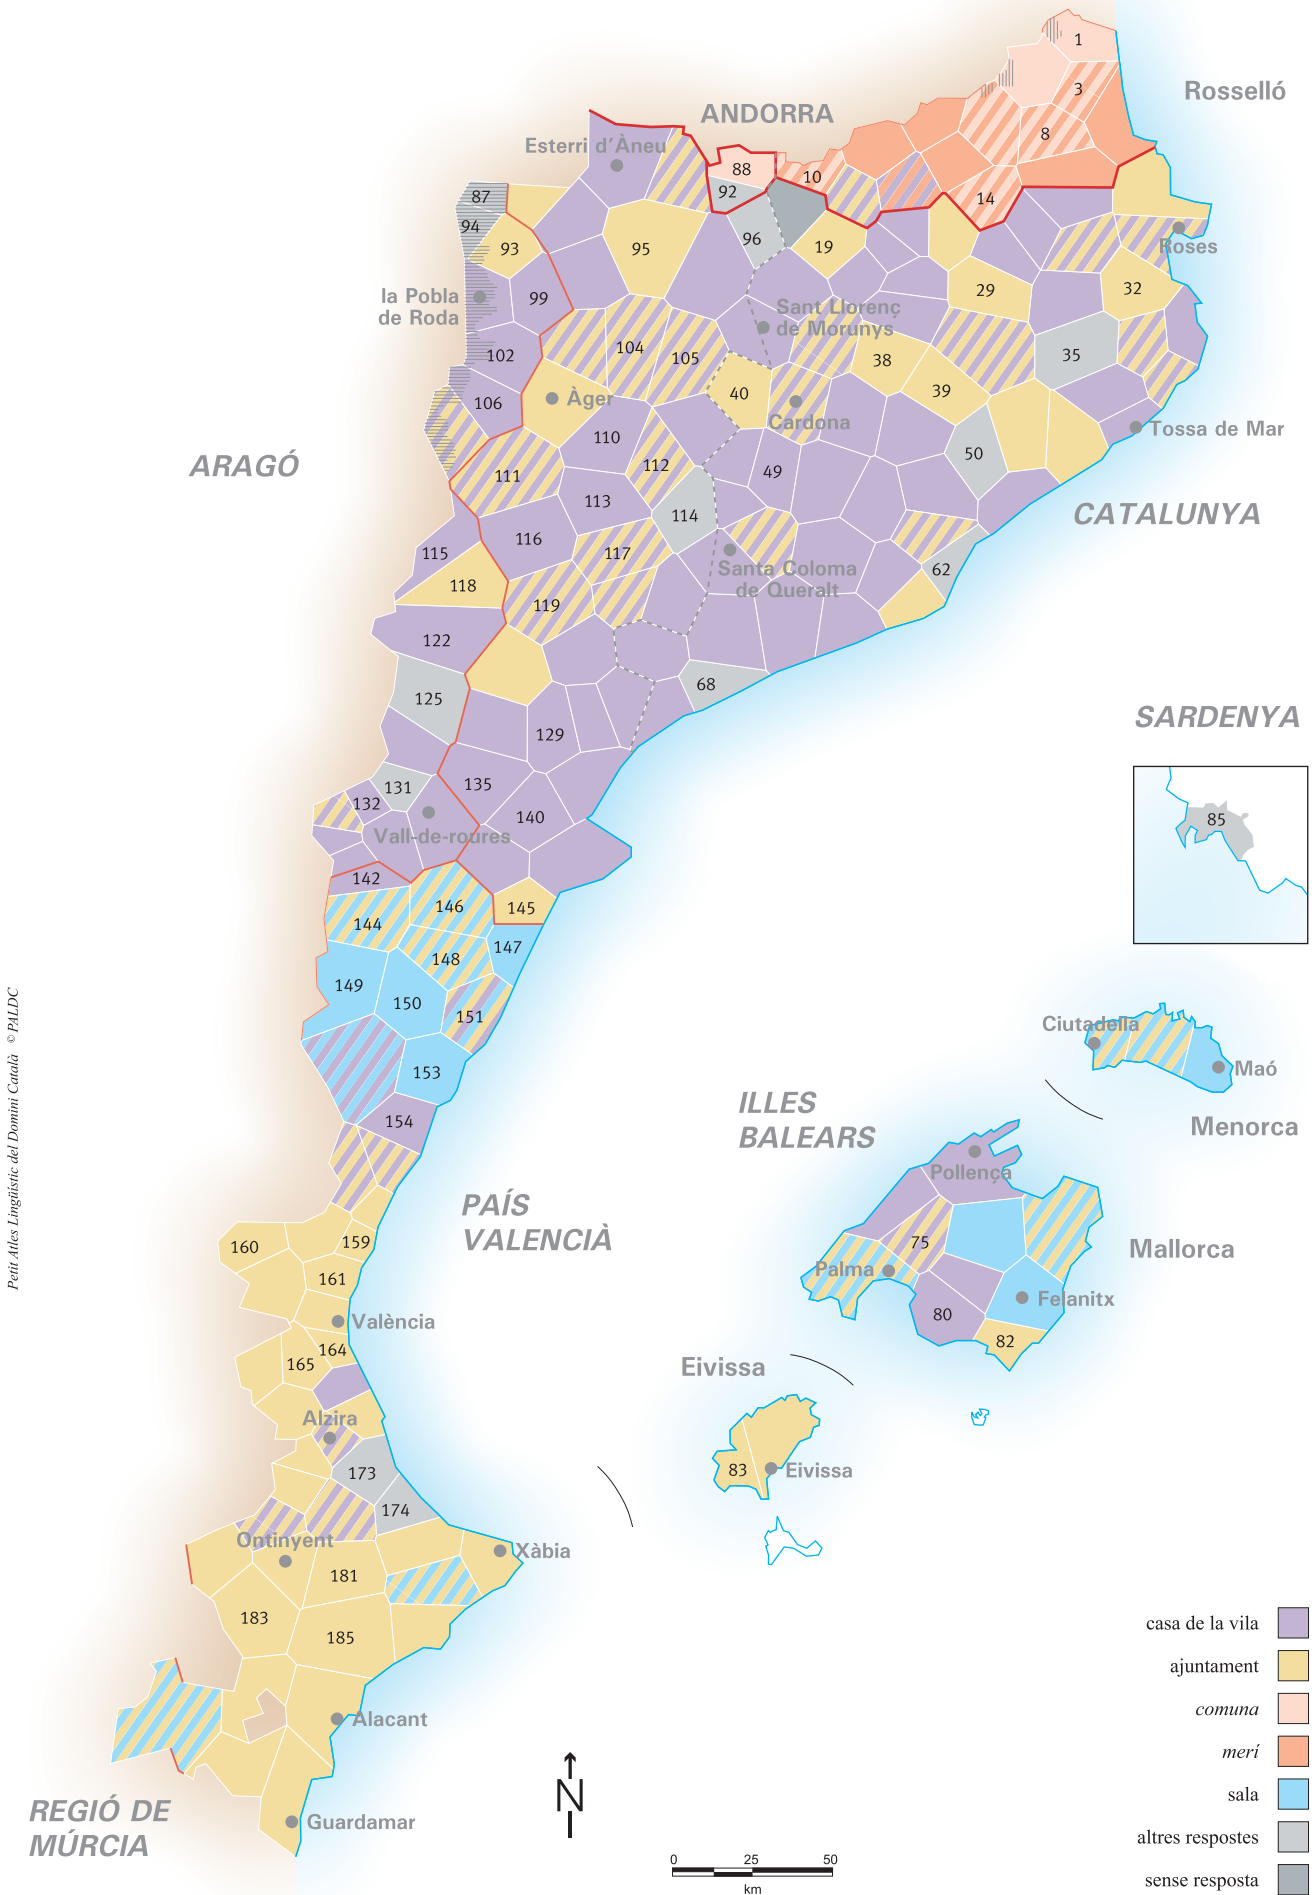 1
Rosselló
3
ANDORRA
8
Esterri d'Àneu
88
10
87
92
14
94
96
93
95
19
Roses
99
29
32
la Pobla
de Roda
Sant Llorenç
de Morunys
102
104
105
35
38
39
40
106
Àger
Cardona
Tossa de Mar
110
50
ARAGÓ
111
112
49
113
114
CATALUNYA
116
115
117
Santa Coloma
de Queralt
62
118
119
122
68
125
SARDENYA
129
131
135
132
140
85
Vall-de-roures
142
146
145
144
147
148
149
150
151
Ciutadella
153
Maó
ILLES
BALEARS
154
Menorca
Pollença
PAÍS
VALENCIÀ
160
159
75
Mallorca
161
Palma
Felanitx
80
València
82
164
165
Eivissa
Alzira
173
83
Eivissa
174
Ontinyent
Xàbia
181
183
185
Alacant
REGIÓ DE
MÚRCIA
Guardamar
N
0 25 50
km
casa de la vila
ajuntament
comuna
merí
sala
altres respostes
sense resposta
Petit Atles Lingüístic del Domini Català © PALDC